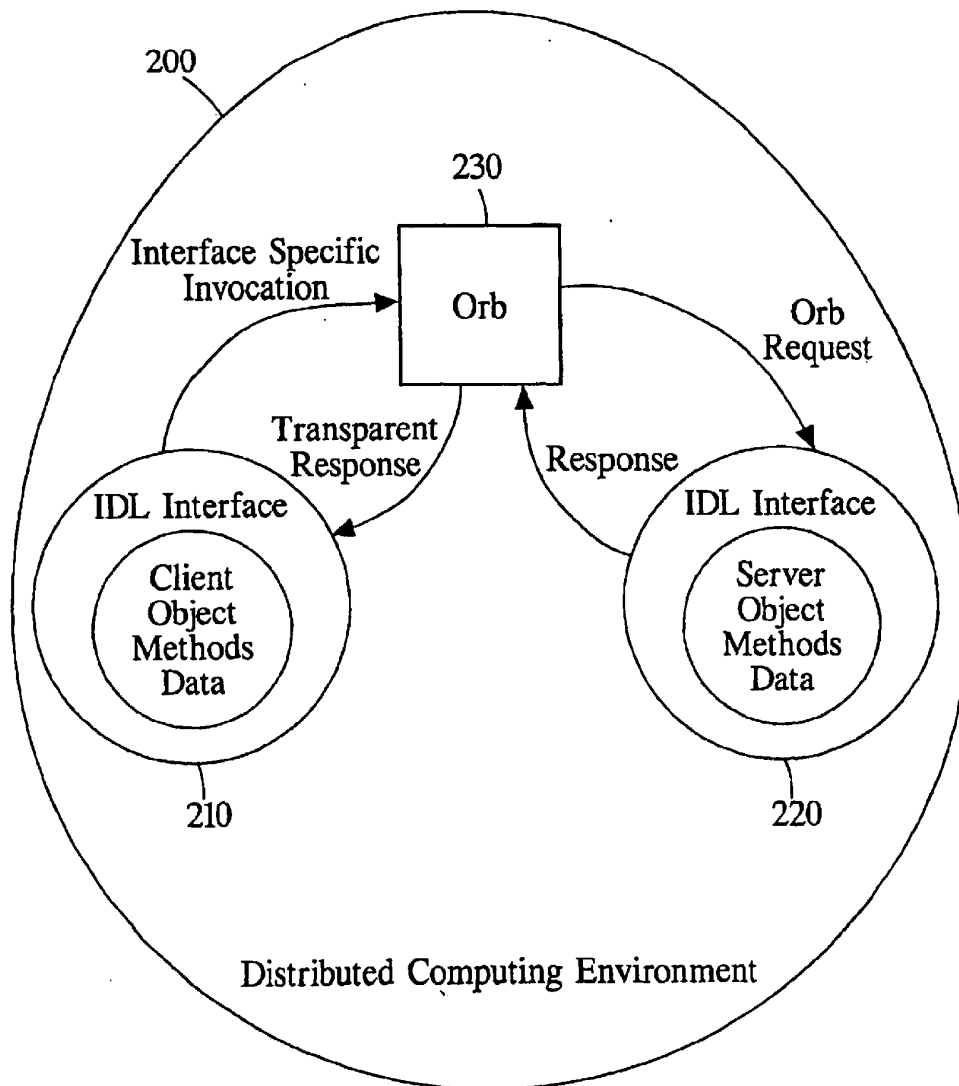 200
230
Interface Specific
Invocation
Orb
Orb
Request
Transparent
Response
Response
IDL Interface
Client
Object
Methods
Data
IDL Interface
Server
Object
Methods
Data
210
220
Distributed Computing Environment